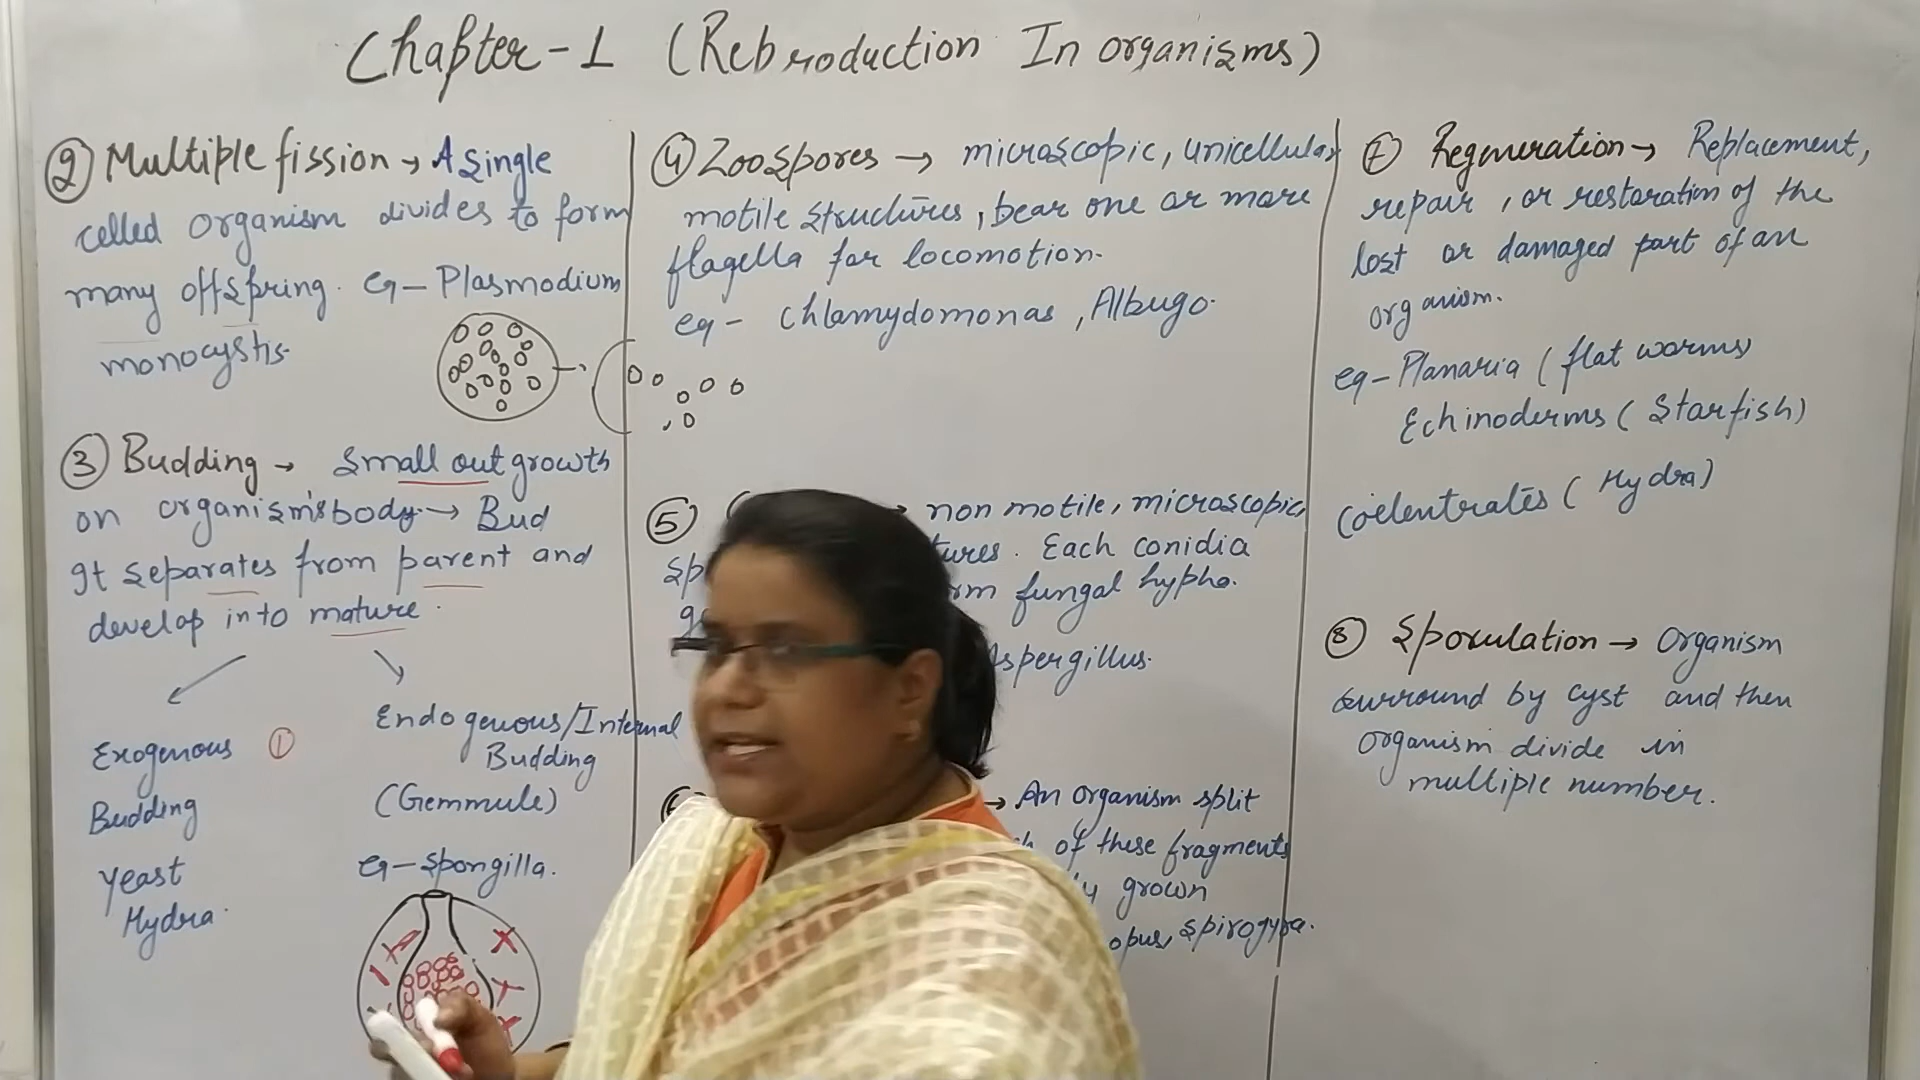 Chapter-1 (Reproduction In organisms)
② Multiple fission → A single
celled organism divides to form
many offspring. eg - Plasmodium
monocystis.
③ Budding → Small out growth
on organism's body → Bud
It separates from parent and
develop into mature.
Exogenous ①
Budding
yeast
Hydra.
Endogenous/Internal
Budding
(Gemmule)
eg - Spongilla.
④ Zoospores → microscopic, unicellular
motile structures, bear one or more
flagella for locomotion.
eg - Chlamydomonas, Albugo.
⑤ → non motile, microscopic,
Each conidia
fungal hypha.
Aspergillus.
→ An organism split
of these fragments
grown
Spirogyra.
⑦ Regeneration → Replacement,
repair, or restoration of the
lost or damaged part of an
organism.
eg - Planaria (flat worms)
Echinoderms (Starfish)
Coelentrates (Hydra)
⑧ Sporulation → Organism
surround by cyst and then
organism divide in
multiple number.